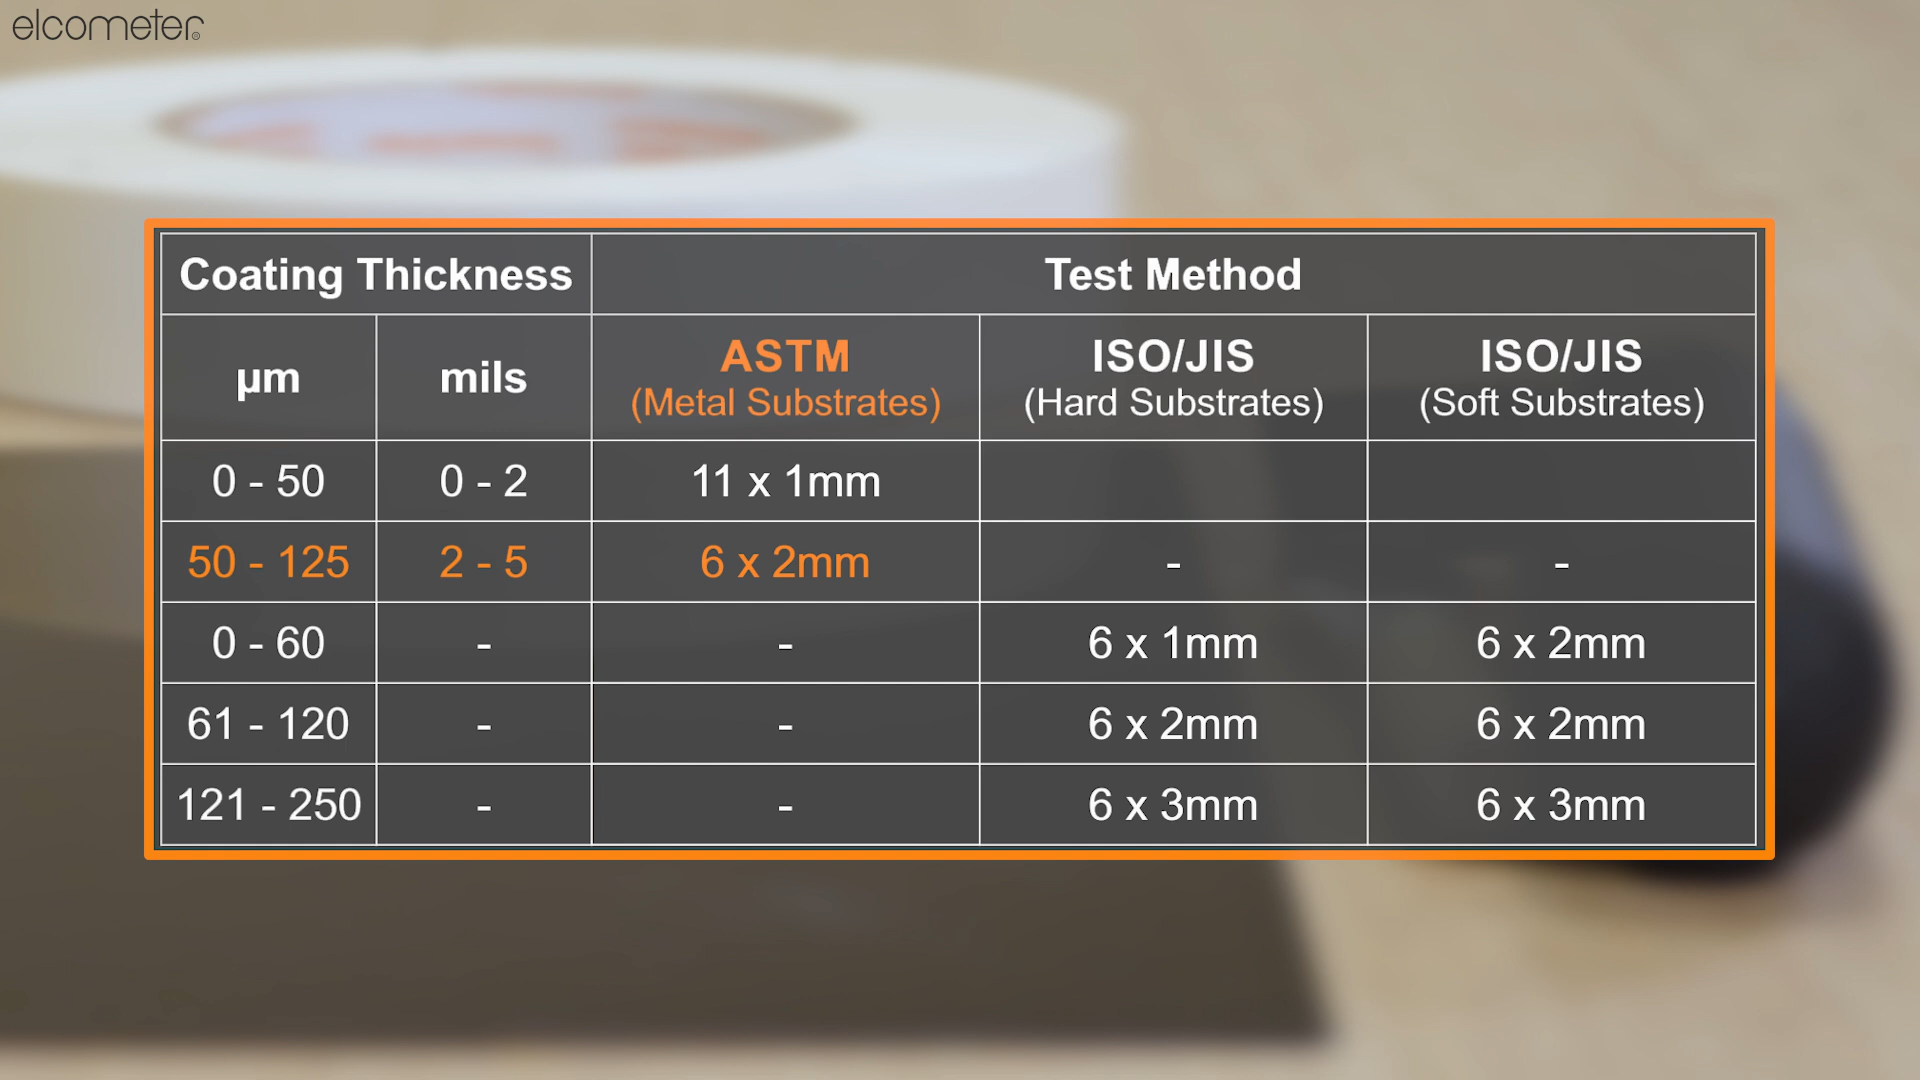 elcometer
Coating Thickness Test Method
µm mils ASTM (Metal Substrates) ISO/JIS (Hard Substrates) ISO/JIS (Soft Substrates)
0 - 50 0 - 2 11 x 1mm
50 - 125 2 - 5 6 x 2mm - -
0 - 60 - - 6 x 1mm 6 x 2mm
61 - 120 - - 6 x 2mm 6 x 2mm
121 - 250 - - 6 x 3mm 6 x 3mm